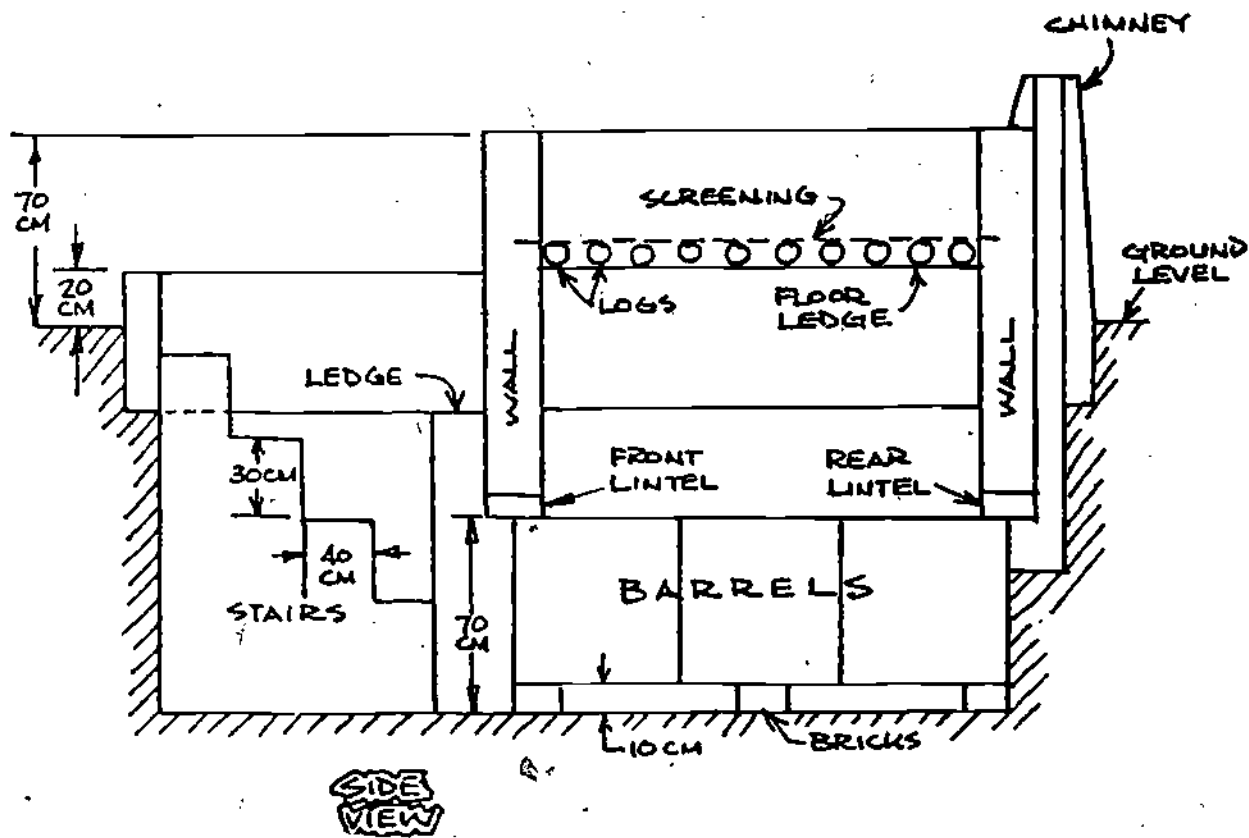 CHIMNEY
70
CM
SCREENING
GROUND
LEVEL
20
CM
LOGS
FLOOR
LEDGE
LEDGE
WALL
WALL
30CM
FRONT
LINTEL
REAR
LINTEL
40
CM
BARRELS
STAIRS
70
CM
10CM
BRICKS
SIDE
VIEW